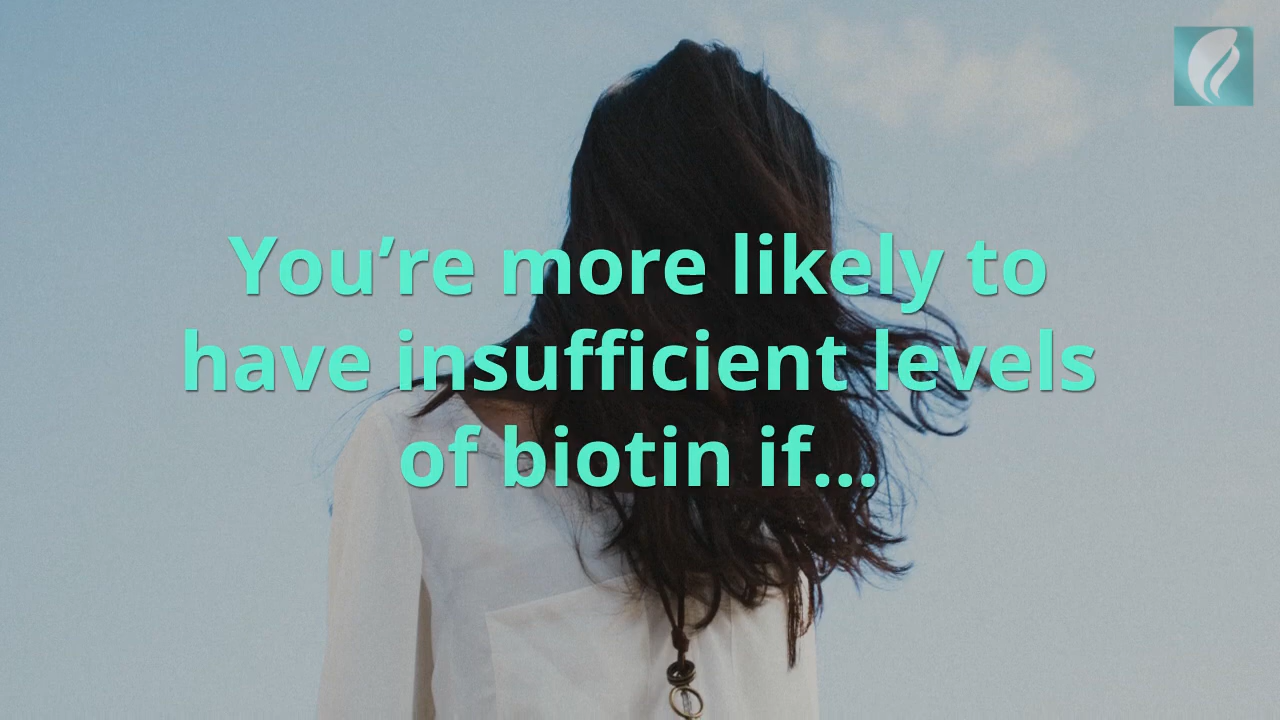 You’re more likely to
have insufficient levels
of biotin if...